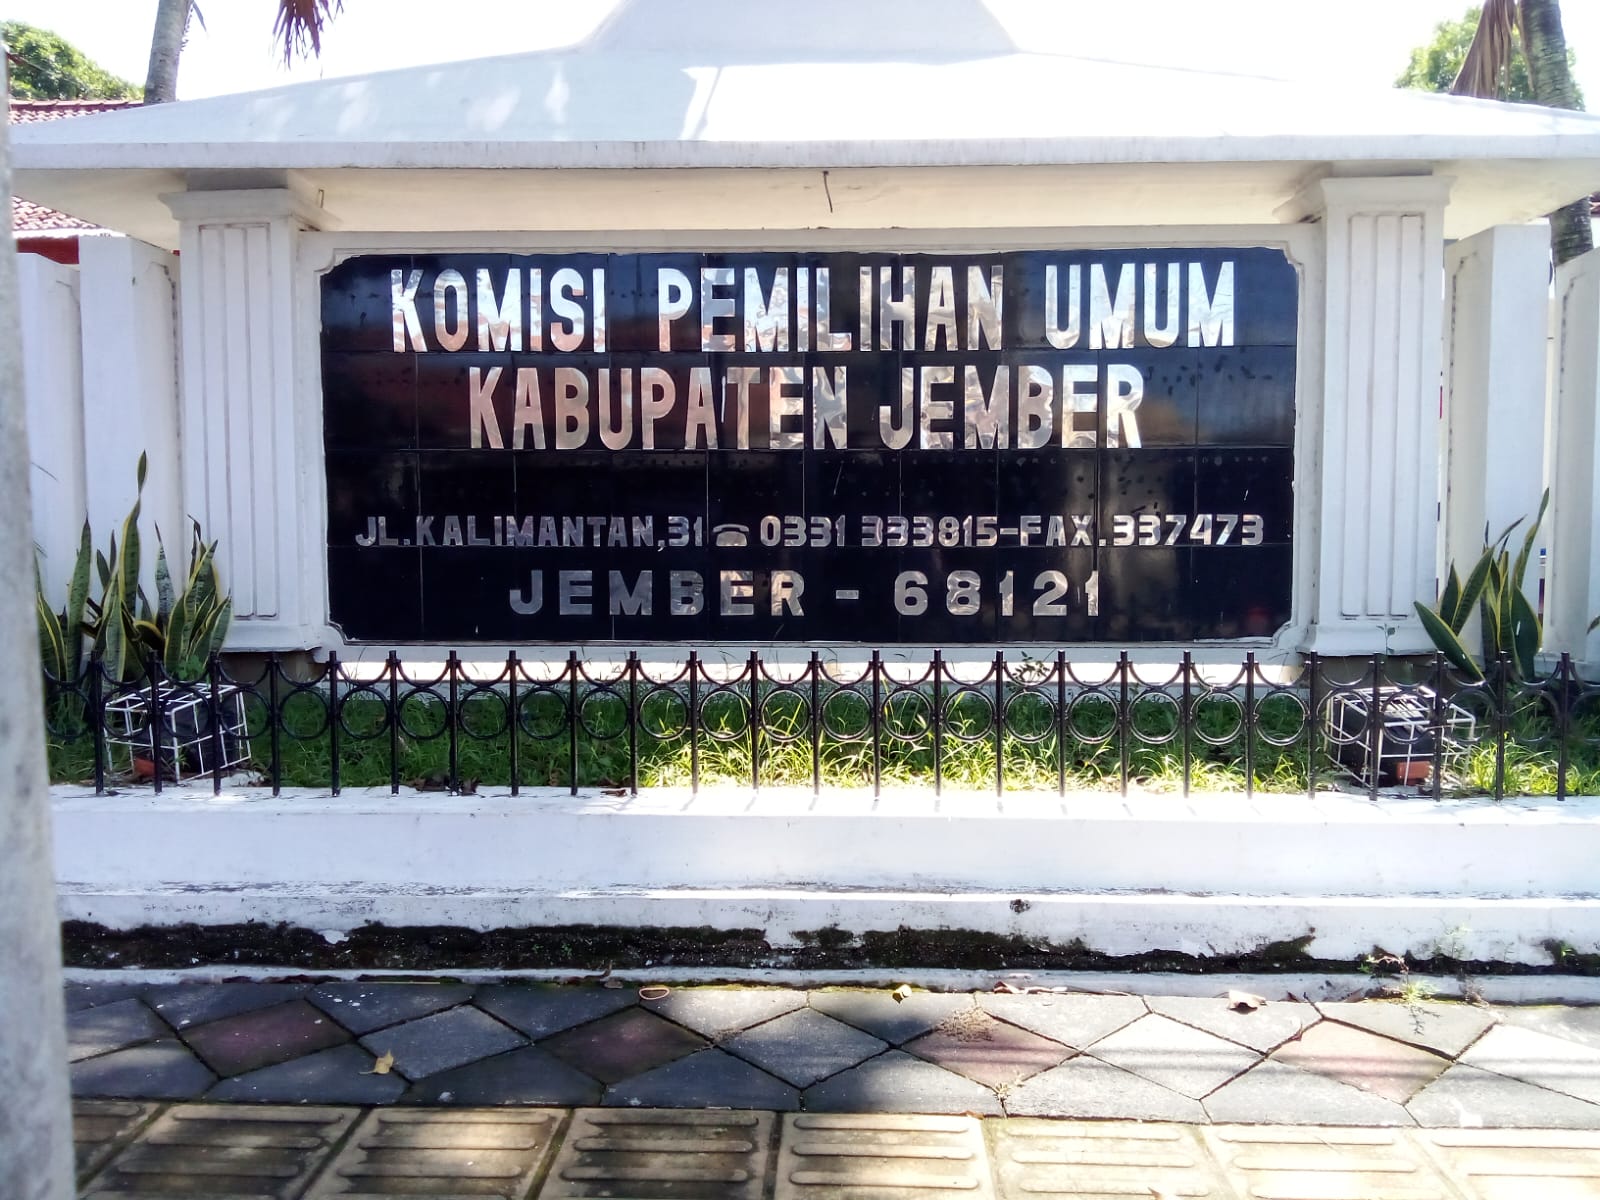 KOMISI PEMILIHAN UMUM
KABUPATEN JEMBER
JL.KALIMANTAN,31 ☎ 0331 333815-FAX.337473
JEMBER - 68121